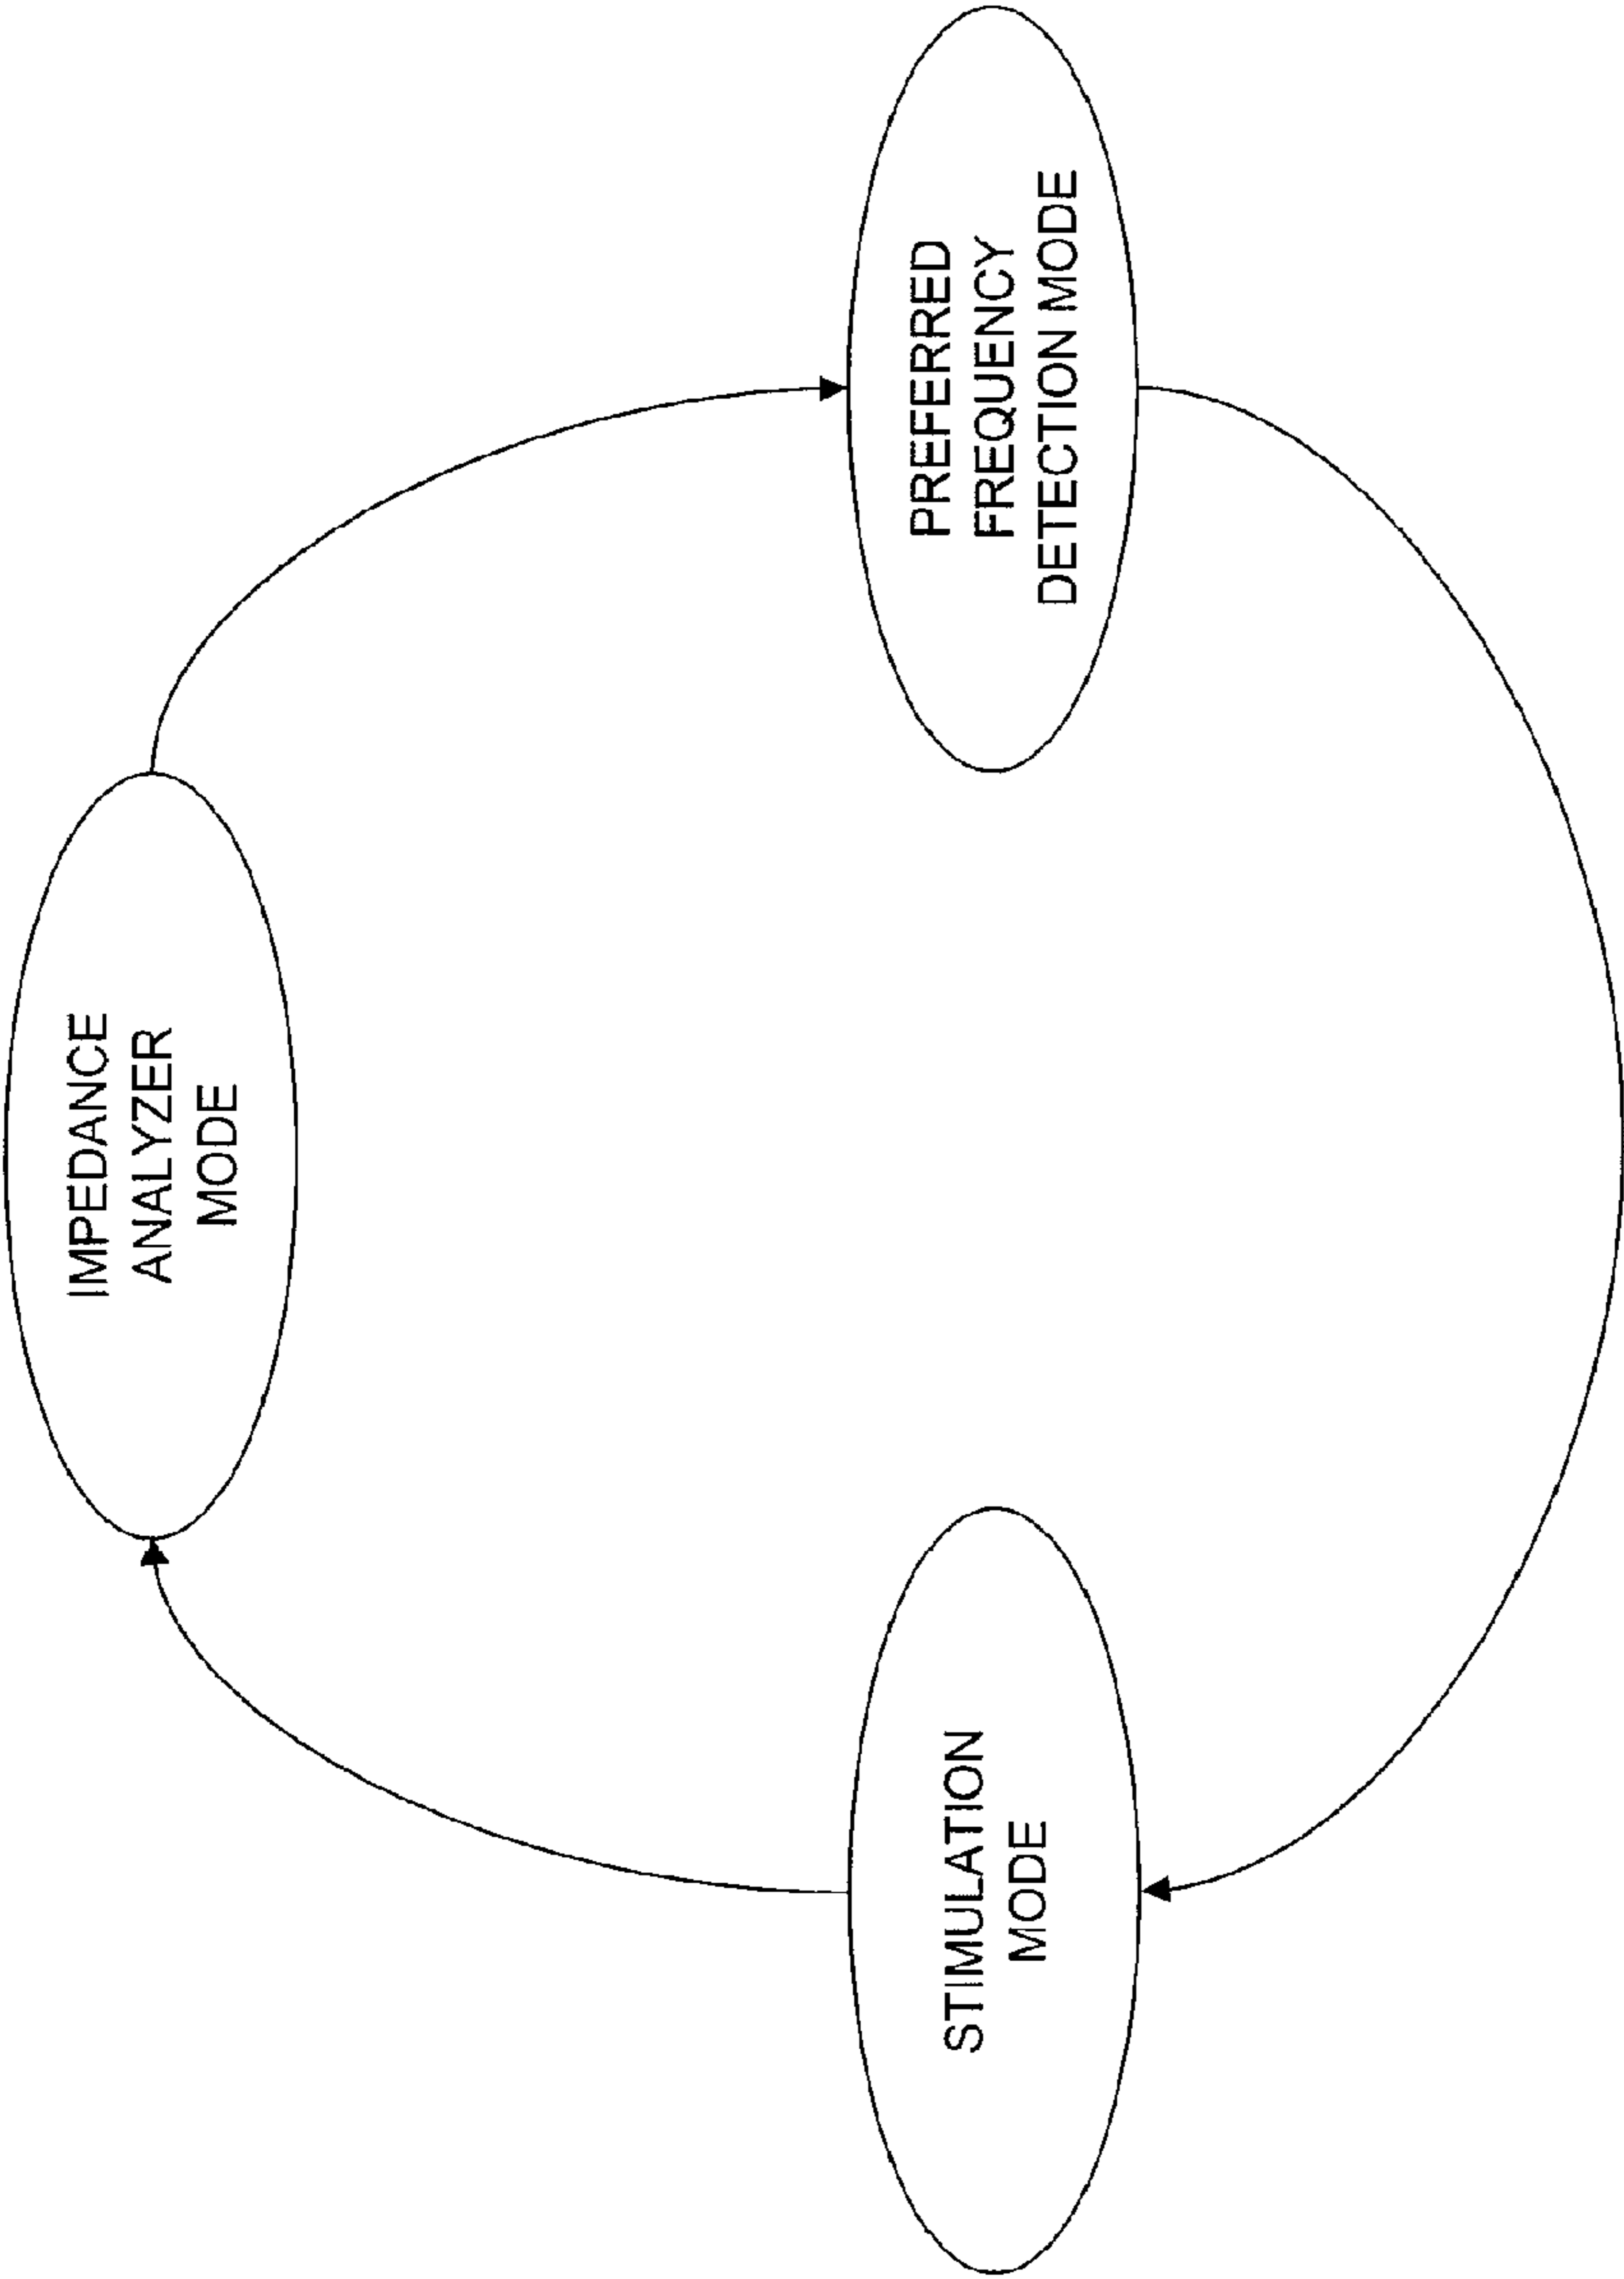 IMPEDANCE
ANALYZER
MODE
PREFERRED
FREQUENCY
DETECTION MODE
STIMULATION
MODE